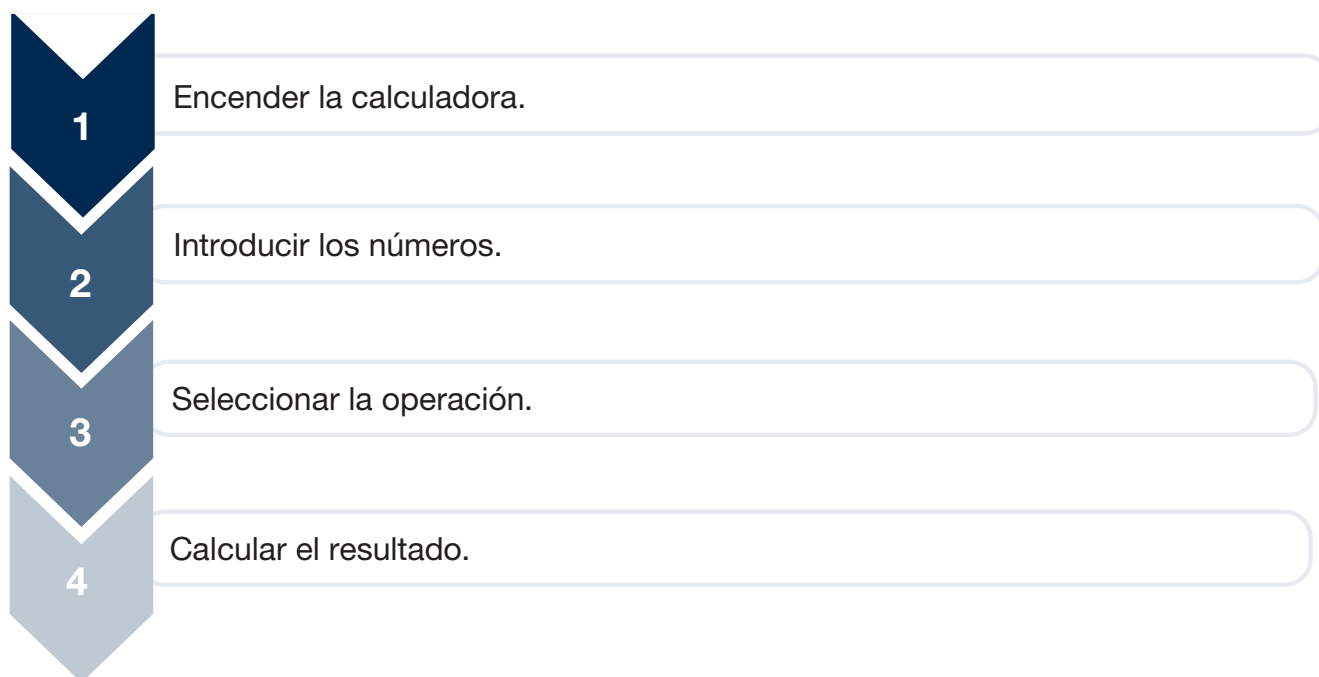 1
Encender la calculadora.
2
Introducir los números.
3
Seleccionar la operación.
4
Calcular el resultado.